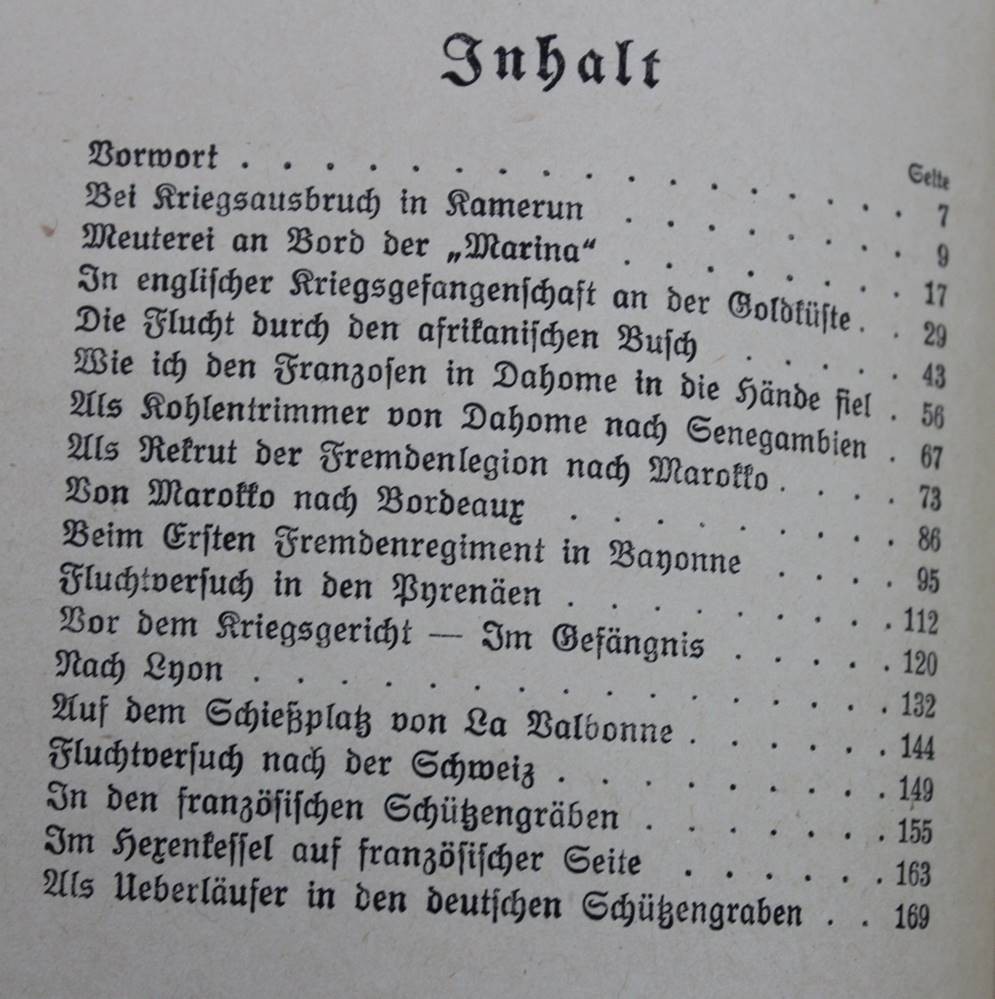 Inhalt
Seite
Vorwort . . . . . . . . . . . . . . . . 7
Bei Kriegsausbruch in Kamerun . . . . . . . 9
Meuterei an Bord der „Marina“ . . . . . . . 17
In englischer Kriegsgefangenschaft an der Goldküste . . 29
Die Flucht durch den afrikanischen Busch . . . . . 43
Wie ich den Franzosen in Dahome in die Hände fiel . 56
Als Kohlentrimmer von Dahome nach Senegambien . 67
Als Rekrut der Fremdenlegion nach Marokko . . . . 73
Von Marokko nach Bordeaux . . . . . . . . 86
Beim Ersten Fremdenregiment in Bayonne . . . . 95
Fluchtversuch in den Pyrenäen . . . . . . . . 112
Vor dem Kriegsgericht — Im Gefängnis . . . . . 120
Nach Lyon . . . . . . . . . . . . . . . 132
Auf dem Schießplatz von La Valbonne . . . . . . 144
Fluchtversuch nach der Schweiz . . . . . . . . 149
In den französischen Schützengräben . . . . . . 155
Im Hexenkessel auf französischer Seite . . . . . . 163
Als Ueberläufer in den deutschen Schützengraben . . 169